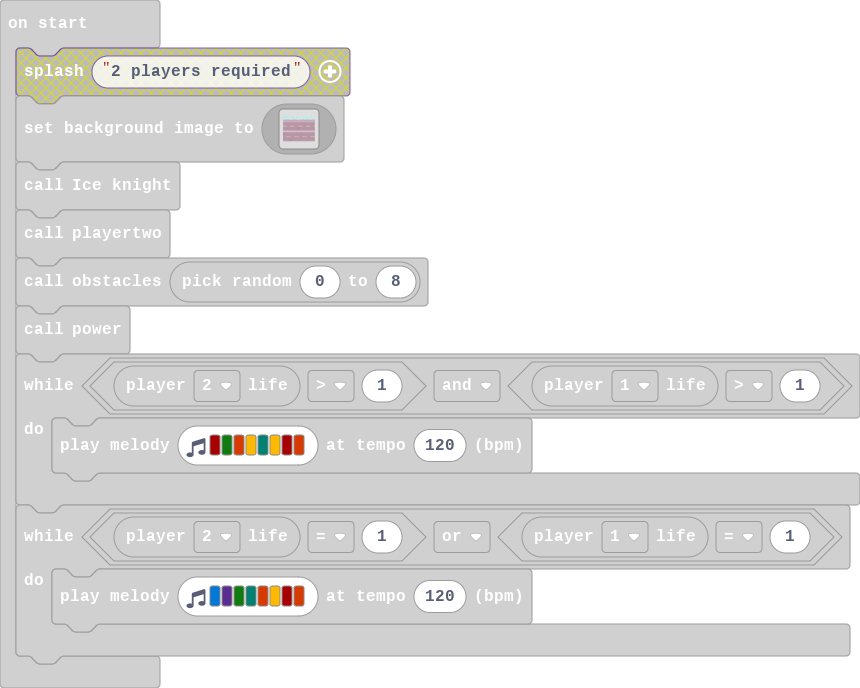 on start
splash "2 players required"
set background image to
call Ice knight
call playertwo
call obstacles pick random 0 to 8
call power
while player 2 life > 1 and player 1 life > 1
do
play melody at tempo 120 (bpm)
while player 2 life = 1 or player 1 life = 1
do
play melody at tempo 120 (bpm)